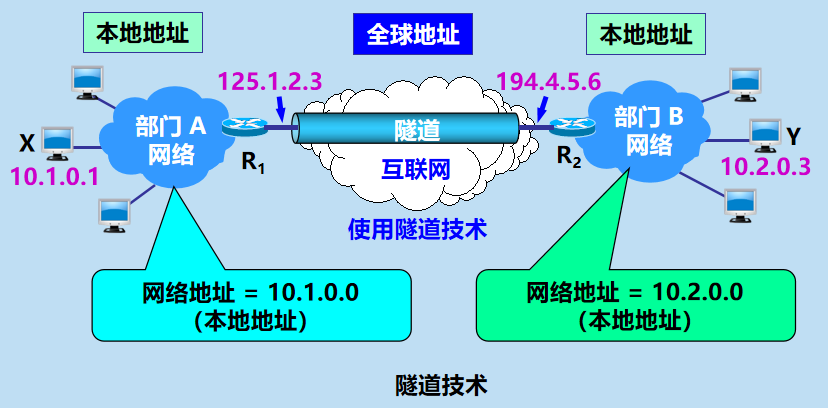 本地地址
全球地址
本地地址
125.1.2.3
194.4.5.6
部门 A
网络
隧道
部门 B
网络
X
Y
R1
R2
10.1.0.1
互联网
10.2.0.3
使用隧道技术
网络地址 = 10.1.0.0
（本地地址）
网络地址 = 10.2.0.0
（本地地址）
隧道技术